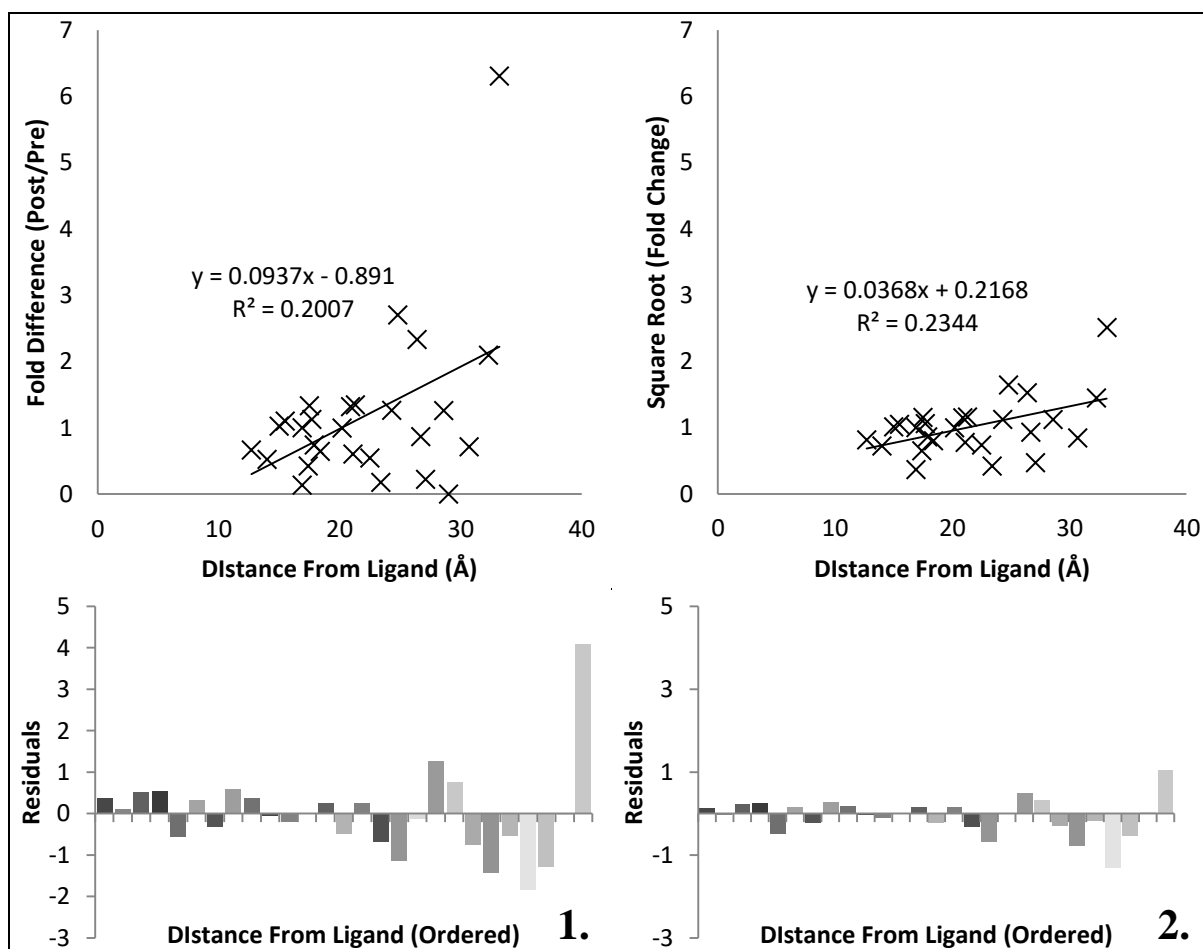 7
6
5
4
3
2
1
0
Fold Difference (Post/Pre)
y = 0.0937x - 0.891
R² = 0.2007
0 10 20 30 40
DIstance From Ligand (Å)
7
6
5
4
3
2
1
0
Square Root (Fold Change)
y = 0.0368x + 0.2168
R² = 0.2344
0 10 20 30 40
DIstance From Ligand (Å)
5
4
3
2
1
0
-1
-2
-3
Residuals
DIstance From Ligand (Ordered)
1.
5
4
3
2
1
0
-1
-2
-3
Residuals
DIstance From Ligand (Ordered)
2.